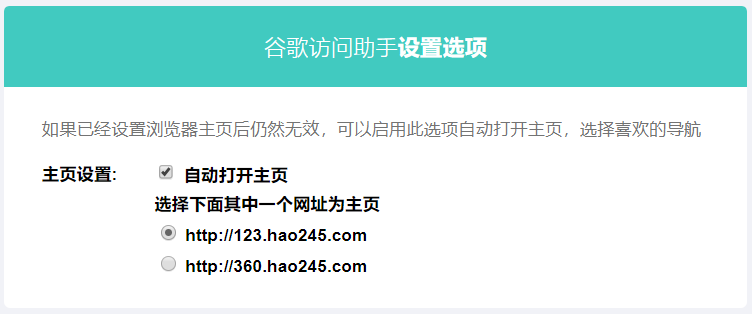 谷歌访问助手设置选项
如果已经设置浏览器主页后仍然无效，可以启用此选项自动打开主页，选择喜欢的导航
主页设置: 自动打开主页
选择下面其中一个网址为主页
http://123.hao245.com
http://360.hao245.com